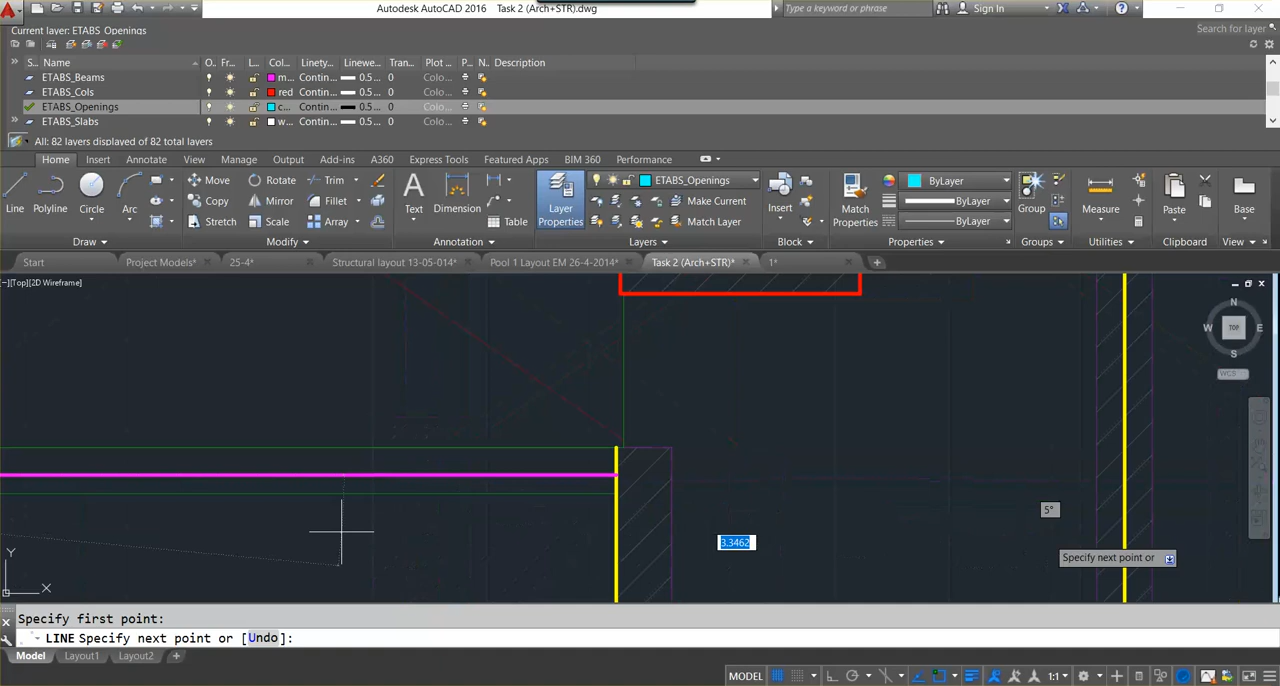 Autodesk AutoCAD 2016 Task 2 (Arch+STR).dwg
Type a keyword or phrase
Sign In
Current layer: ETABS_Openings
Search for layer
S... Name O. Fr... L... Col... Linety... Linewe... Tran... Plot ... P... N.. Description
ETABS_Beams m... Contin... 0.5... 0 Colo...
ETABS_Cols red Contin... 0.5... 0 Colo...
ETABS_Openings c... Contin... 0.5... 0 Colo...
ETABS_Slabs w... Contin... 0.5... 0 Colo...
All: 82 layers displayed of 82 total layers
Home Insert Annotate View Manage Output Add-ins A360 Express Tools Featured Apps BIM 360 Performance
Line Polyline Circle Arc
Move Rotate Trim
Copy Mirror Fillet
Stretch Scale Array
Text Dimension Table
Layer Properties
ETABS_Openings
Make Current
Match Layer
Insert
Match Properties
ByLayer
ByLayer
ByLayer
Group
Measure
Paste
Base
Draw Modify Annotation Layers Block Properties Groups Utilities Clipboard View
Start Project Models* 25-4* Structural layout 13-05-014* Pool 1 Layout EM 26-4-2014* Task 2 (Arch+STR)* 1*
[−][Top][2D Wireframe]
N
W TOP E
S
WCS
5°
3.3462
Specify next point or
Y
X
Specify first point:
LINE Specify next point or [Undo]:
Model Layout1 Layout2 +
MODEL 1:1